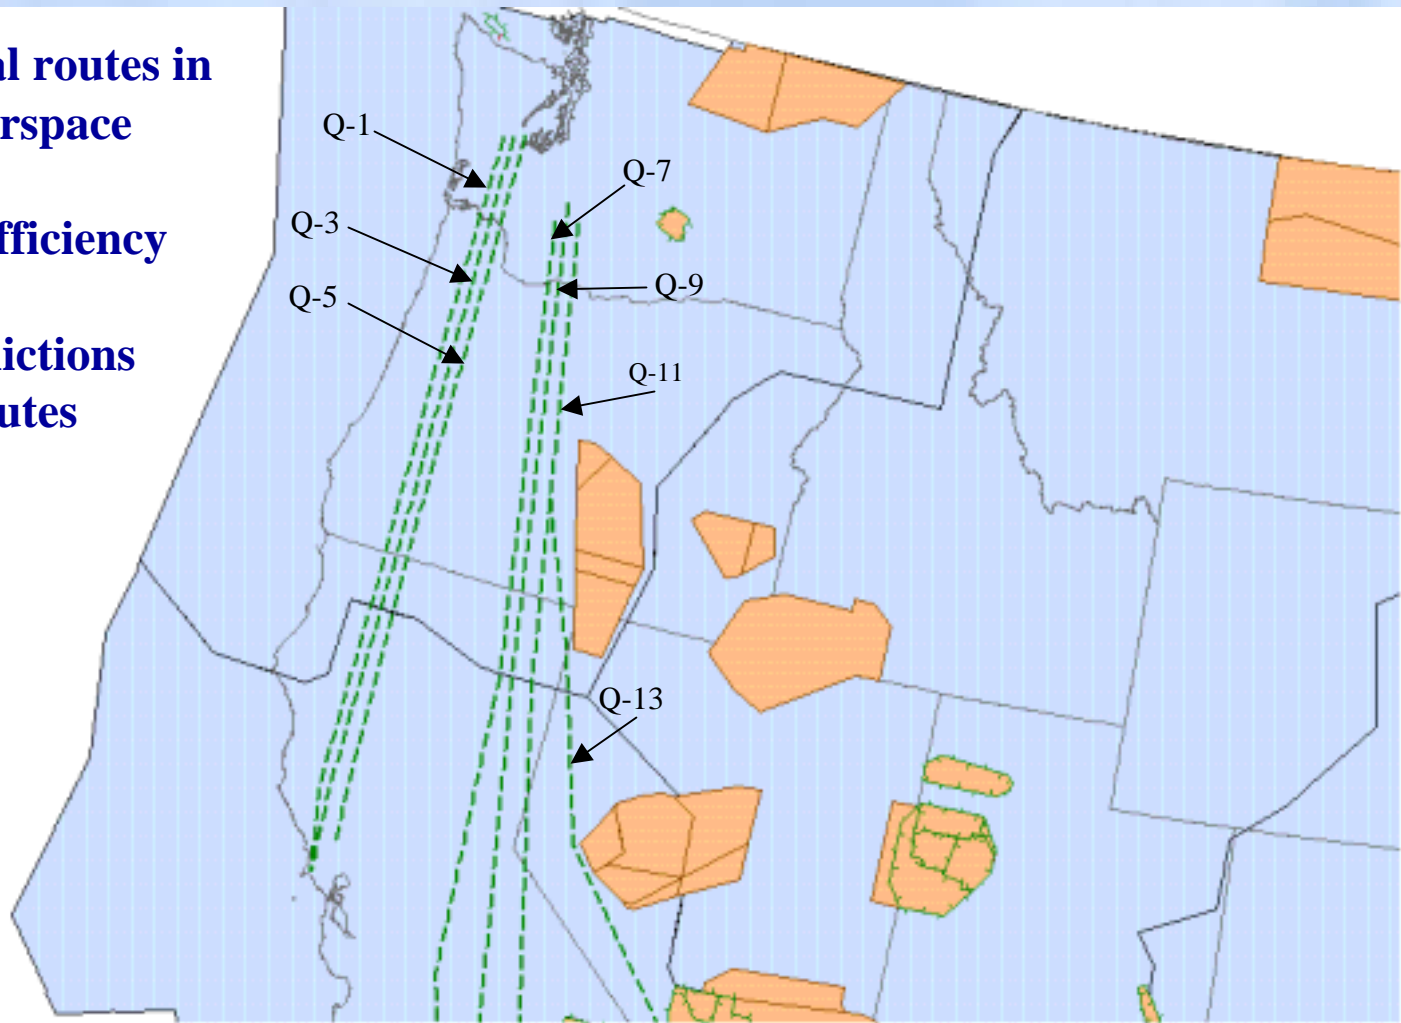 al routes in
rspace
fficiency
ictions
utes
Q-1
Q-3
Q-5
Q-7
Q-9
Q-11
Q-13